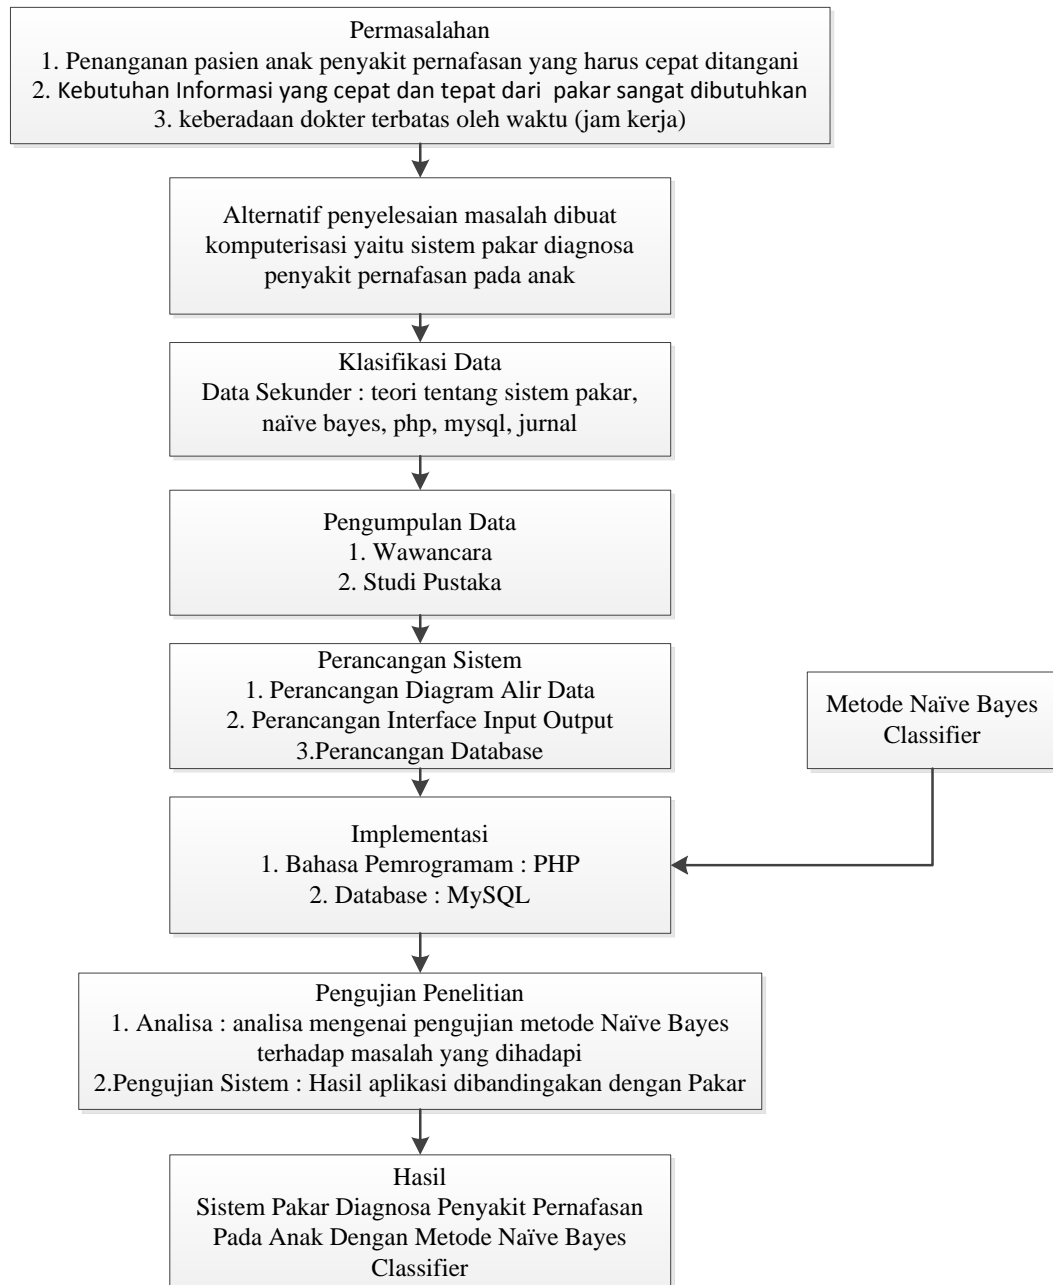 Permasalahan
1. Penanganan pasien anak penyakit pernafasan yang harus cepat ditangani
2. Kebutuhan Informasi yang cepat dan tepat dari  pakar sangat dibutuhkan
3. keberadaan dokter terbatas oleh waktu (jam kerja)
Alternatif penyelesaian masalah dibuat
komputerisasi yaitu sistem pakar diagnosa
penyakit pernafasan pada anak
Klasifikasi Data
Data Sekunder : teori tentang sistem pakar,
naïve bayes, php, mysql, jurnal
Pengumpulan Data
1. Wawancara
2. Studi Pustaka
Perancangan Sistem
1. Perancangan Diagram Alir Data
2. Perancangan Interface Input Output
3.Perancangan Database
Metode Naïve Bayes
Classifier
Implementasi
1. Bahasa Pemrogramam : PHP
2. Database : MySQL
Pengujian Penelitian
1. Analisa : analisa mengenai pengujian metode Naïve Bayes
terhadap masalah yang dihadapi
2.Pengujian Sistem : Hasil aplikasi dibandingakan dengan Pakar
Hasil
Sistem Pakar Diagnosa Penyakit Pernafasan
Pada Anak Dengan Metode Naïve Bayes
Classifier